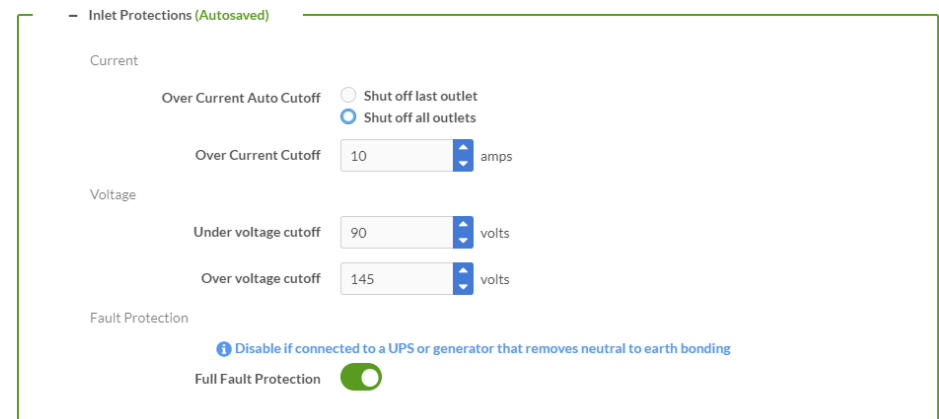 – Inlet Protections (Autosaved)
Current
Over Current Auto Cutoff
Shut off last outlet
Shut off all outlets
Over Current Cutoff 10 amps
Voltage
Under voltage cutoff 90 volts
Over voltage cutoff 145 volts
Fault Protection
Disable if connected to a UPS or generator that removes neutral to earth bonding
Full Fault Protection